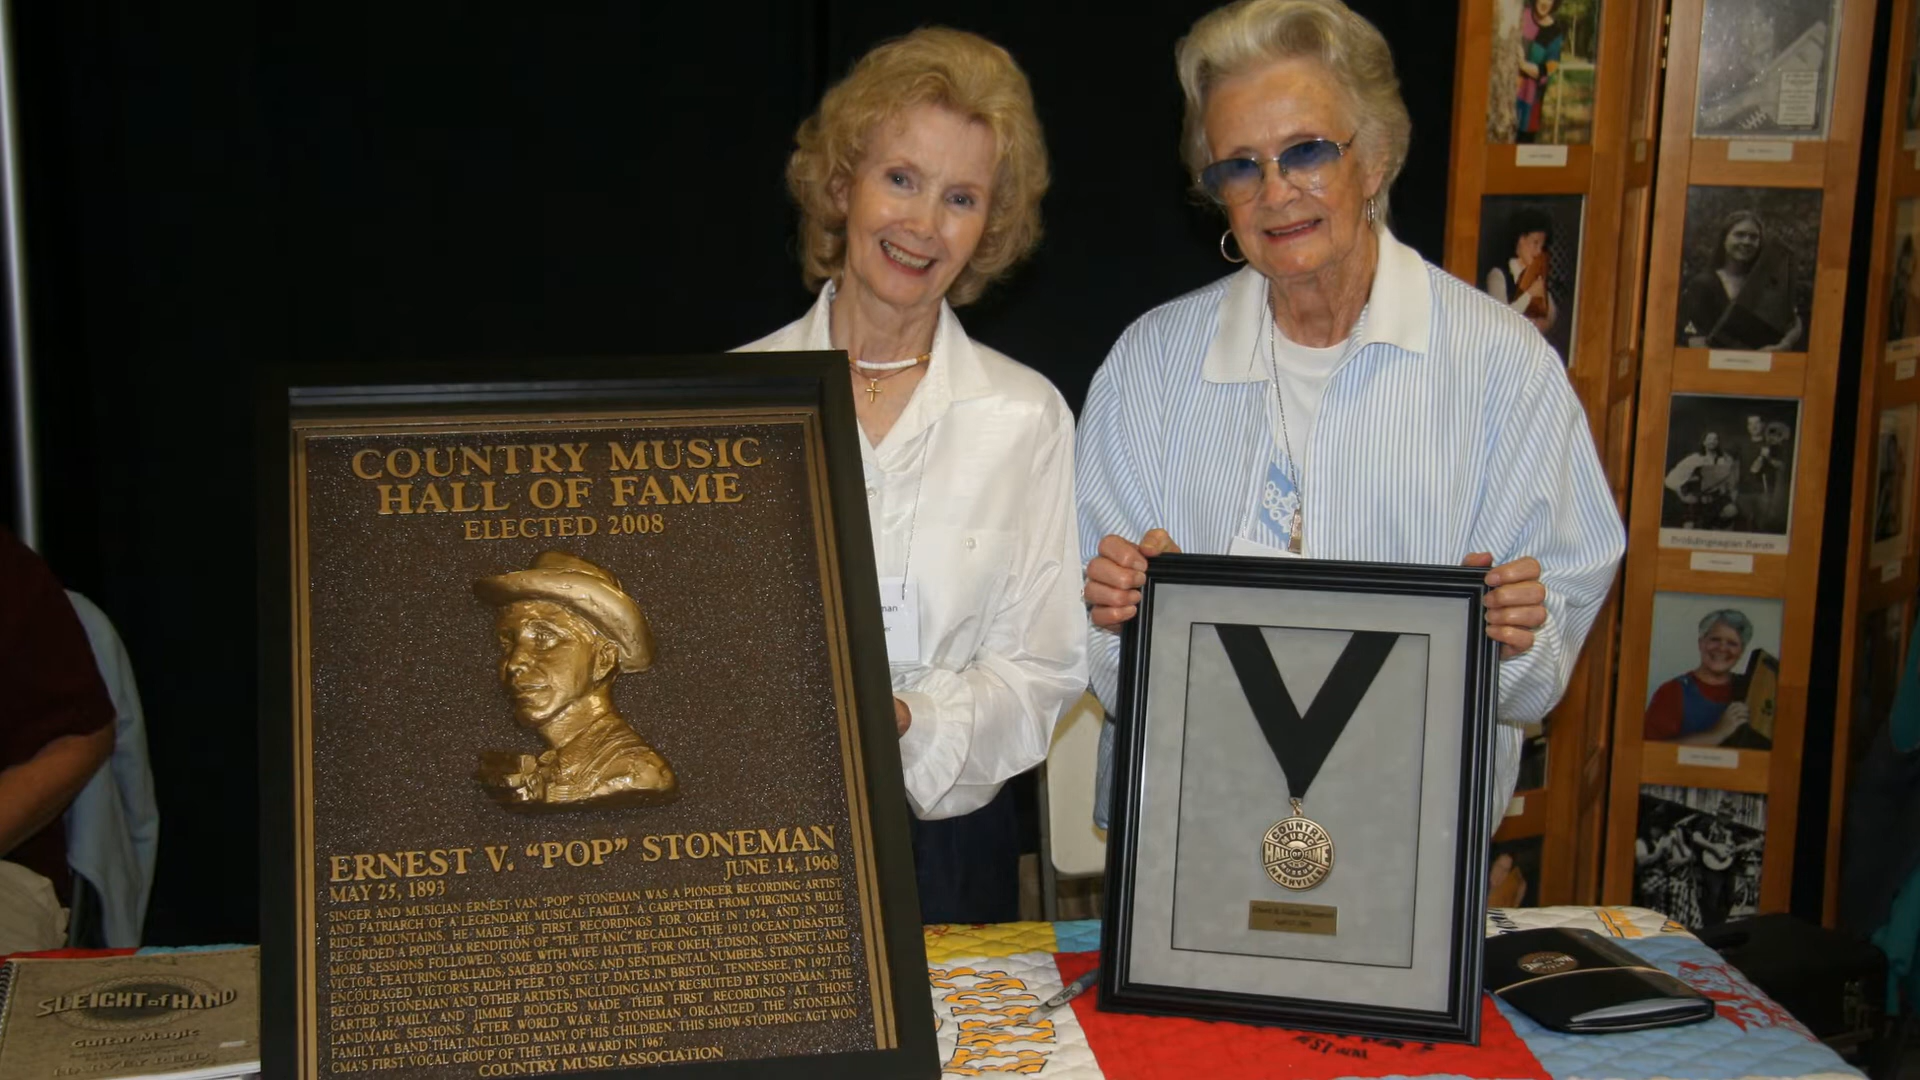 COUNTRY MUSIC
HALL OF FAME
ELECTED 2008
ERNEST V. "POP" STONEMAN
MAY 25, 1893
JUNE 14, 1968
SINGER AND MUSICIAN ERNEST VAN "POP" STONEMAN WAS A PIONEER RECORDING ARTIST
AND PATRIARCH OF A LEGENDARY MUSICAL FAMILY. A CARPENTER FROM VIRGINIA'S BLUE
RIDGE MOUNTAINS, HE MADE HIS FIRST RECORDINGS FOR OKEH IN 1924, AND IN 1925
RECORDED A POPULAR RENDITION OF "THE TITANIC" RECALLING THE 1912 OCEAN DISASTER.
MORE SESSIONS FOLLOWED, SOME WITH WIFE HATTIE, FOR OKEH, EDISON, GENNETT, AND
VICTOR, FEATURING BALLADS, SACRED SONGS, AND SENTIMENTAL NUMBERS. STRONG SALES
ENCOURAGED VICTOR'S RALPH PEER TO SET UP DATES IN BRISTOL, TENNESSEE, IN 1927 TO
RECORD STONEMAN AND OTHER ARTISTS, INCLUDING MANY RECRUITED BY STONEMAN. THE
CARTER FAMILY AND JIMMIE RODGERS MADE THEIR FIRST RECORDINGS AT THOSE
LANDMARK SESSIONS. AFTER WORLD WAR II, STONEMAN ORGANIZED THE STONEMAN
FAMILY, A BAND THAT INCLUDED MANY OF HIS CHILDREN. THIS SHOW-STOPPING ACT WON
CMA'S FIRST VOCAL GROUP OF THE YEAR AWARD IN 1967.
COUNTRY MUSIC ASSOCIATION
man
er
COUNTRY
MUSIC
HALL OF FAME
AND
MUSEUM
NASHVILLE
SLEIGHT of HAND
Guitar Magic
HARVEY REID